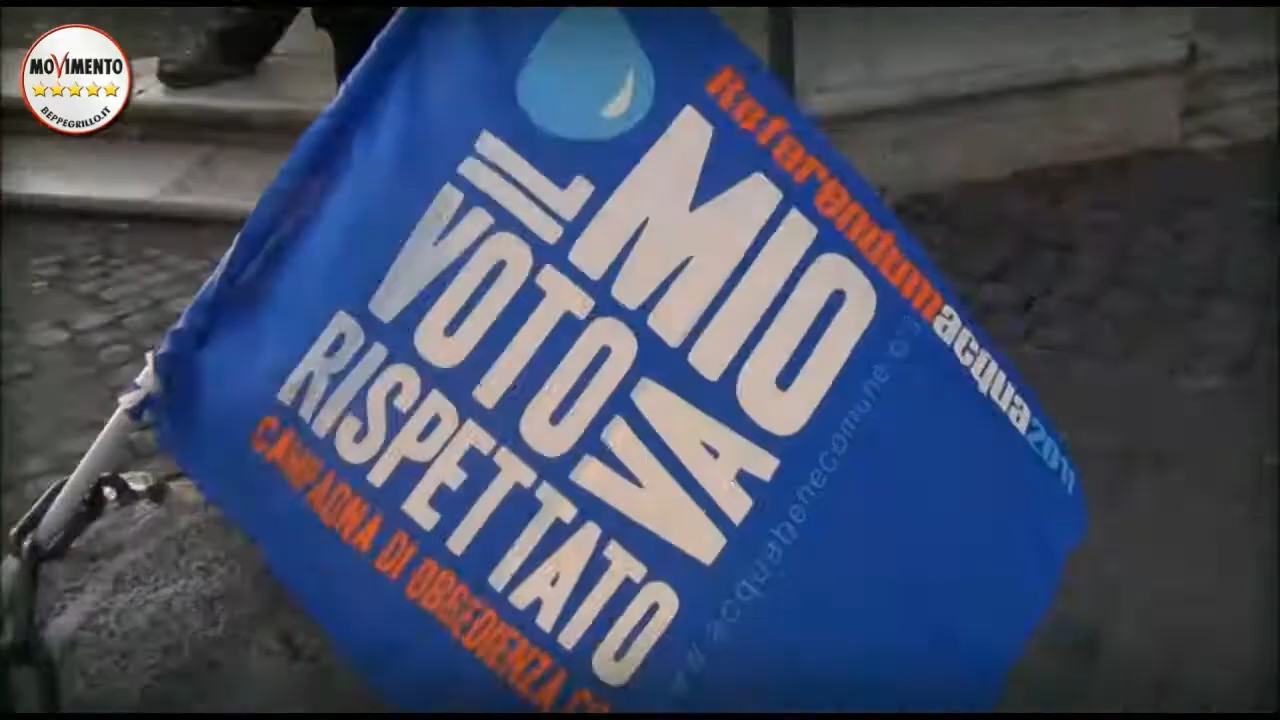 MOVIMENTO
BEPPEGRILLO.IT
Referendumacqua2011
IL MIO
VOTO VA
RISPETTATO
CAMPAGNA DI OBBEDIENZA
acquabenecomune.org